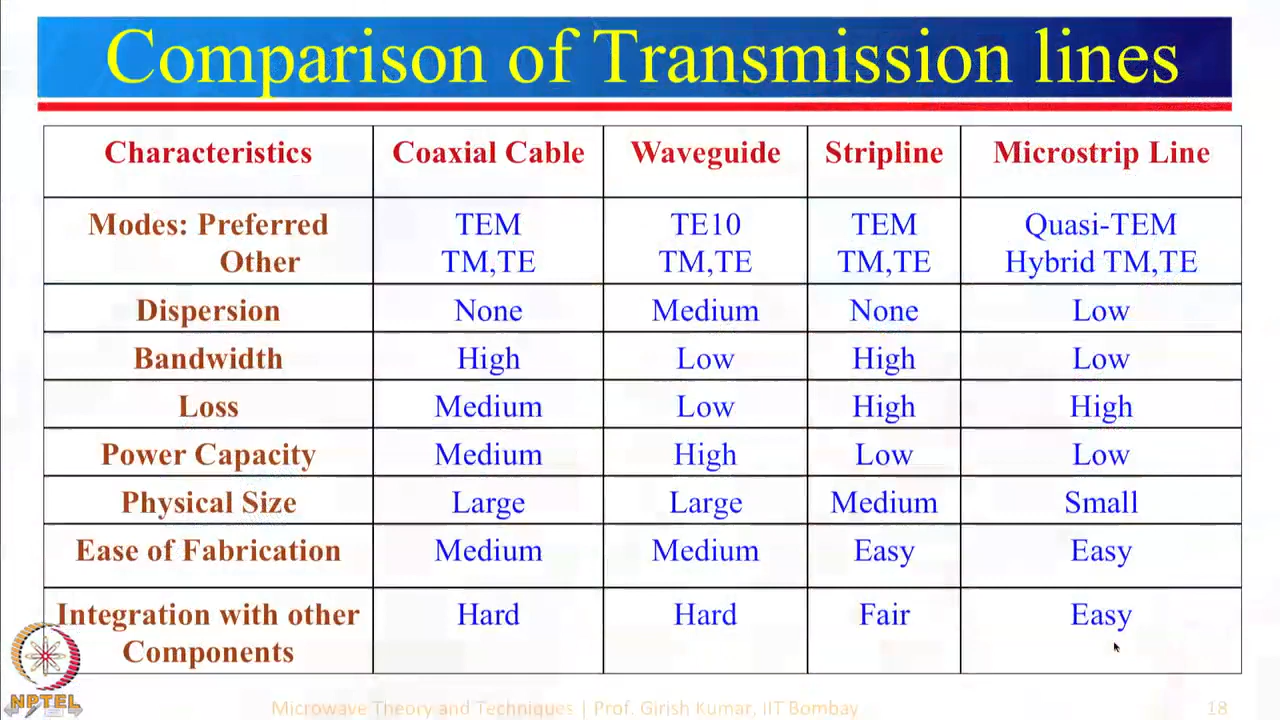 Comparison of Transmission lines
Characteristics Coaxial Cable Waveguide Stripline Microstrip Line
Modes: Preferred TEM TE10 TEM Quasi-TEM
Other TM,TE TM,TE TM,TE Hybrid TM,TE
Dispersion None Medium None Low
Bandwidth High Low High Low
Loss Medium Low High High
Power Capacity Medium High Low Low
Physical Size Large Large Medium Small
Ease of Fabrication Medium Medium Easy Easy
Integration with other Hard Hard Fair Easy
Components
NPTEL
Microwave Theory and Techniques | Prof. Girish Kumar, IIT Bombay 18